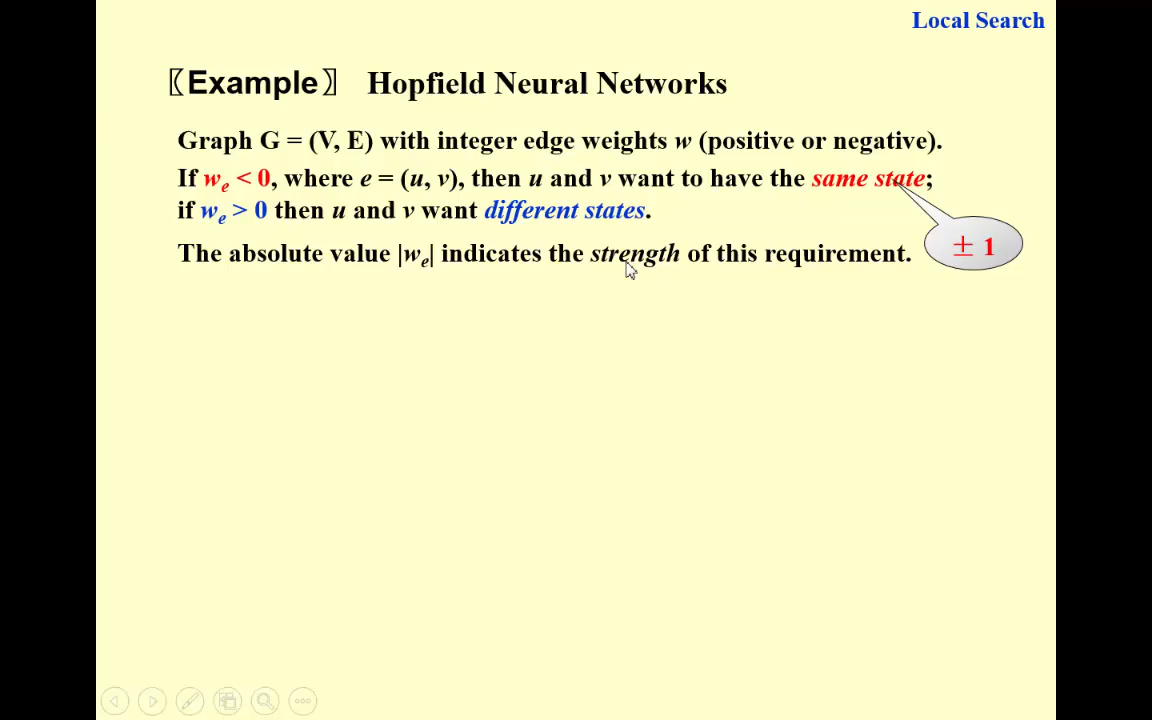 Local Search
〖Example〗 Hopfield Neural Networks
Graph G = (V, E) with integer edge weights w (positive or negative).
If we < 0, where e = (u, v), then u and v want to have the same state;
if we > 0 then u and v want different states.
± 1
The absolute value |we| indicates the strength of this requirement.